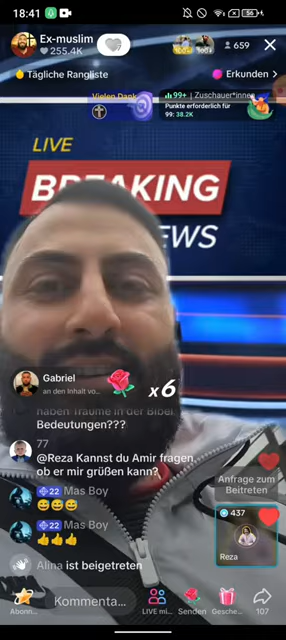 18:41
56
Ex-muslim
255.4K
100+
659
Tägliche Rangliste
Erkunden >
Vielen Dank
99+ | Zuschauer*innen
Punkte erforderlich für
99: 38.2K
LIVE
BREAKING
NEWS
Gabriel
an den Inhalt vo...
x6
haben Träume in der Bibel
Bedeutungen???
77
@Reza Kannst du Amir fragen,
ob er mir grüßen kann?
22 Mas Boy
22 Mas Boy
Alina ist beigetreten
Anfrage zum
Beitreten
437
Reza
Abonn...
Kommenta...
LIVE mi...
Senden
Gesche...
107